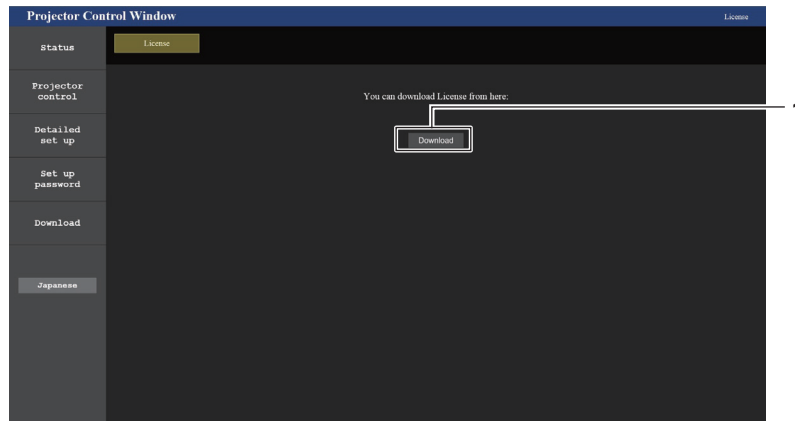 Projector Control Window
License
Status
License
Projector
control
You can download License from here:
Download
Detailed
set up
Set up
password
Download
Japanese